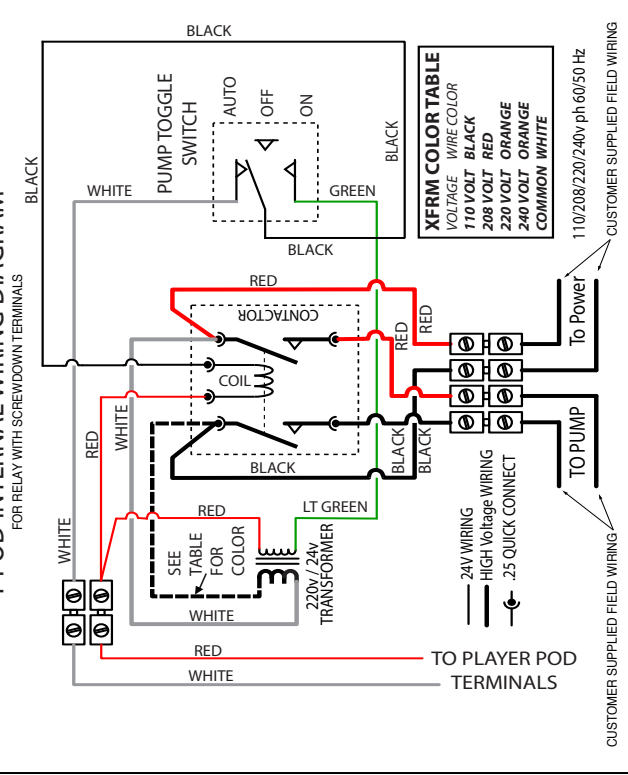 P-POD INTERNAL WIRING DIAGRAM
FOR RELAY WITH SCREWDOWN TERMINALS
BLACK
BLACK
WHITE
PUMP TOGGLE
SWITCH
AUTO
OFF
ON
BLACK
GREEN
BLACK
XFRM COLOR TABLE
VOLTAGE WIRE COLOR
110 VOLT BLACK
208 VOLT RED
220 VOLT ORANGE
240 VOLT ORANGE
COMMON WHITE
110/208/220/240v ph 60/50 Hz
CUSTOMER SUPPLIED FIELD WIRING
RED
CONTACTOR
COIL
RED
RED
To Power
WHITE
RED
BLACK
BLACK
BLACK
TO PUMP
WHITE
RED
LT GREEN
SEE
TABLE
FOR
COLOR
220v / 24v
TRANSFORMER
WHITE
24V WIRING
HIGH Voltage WIRING
.25 QUICK CONNECT
RED
WHITE
TO PLAYER POD
TERMINALS
CUSTOMER SUPPLIED FIELD WIRING